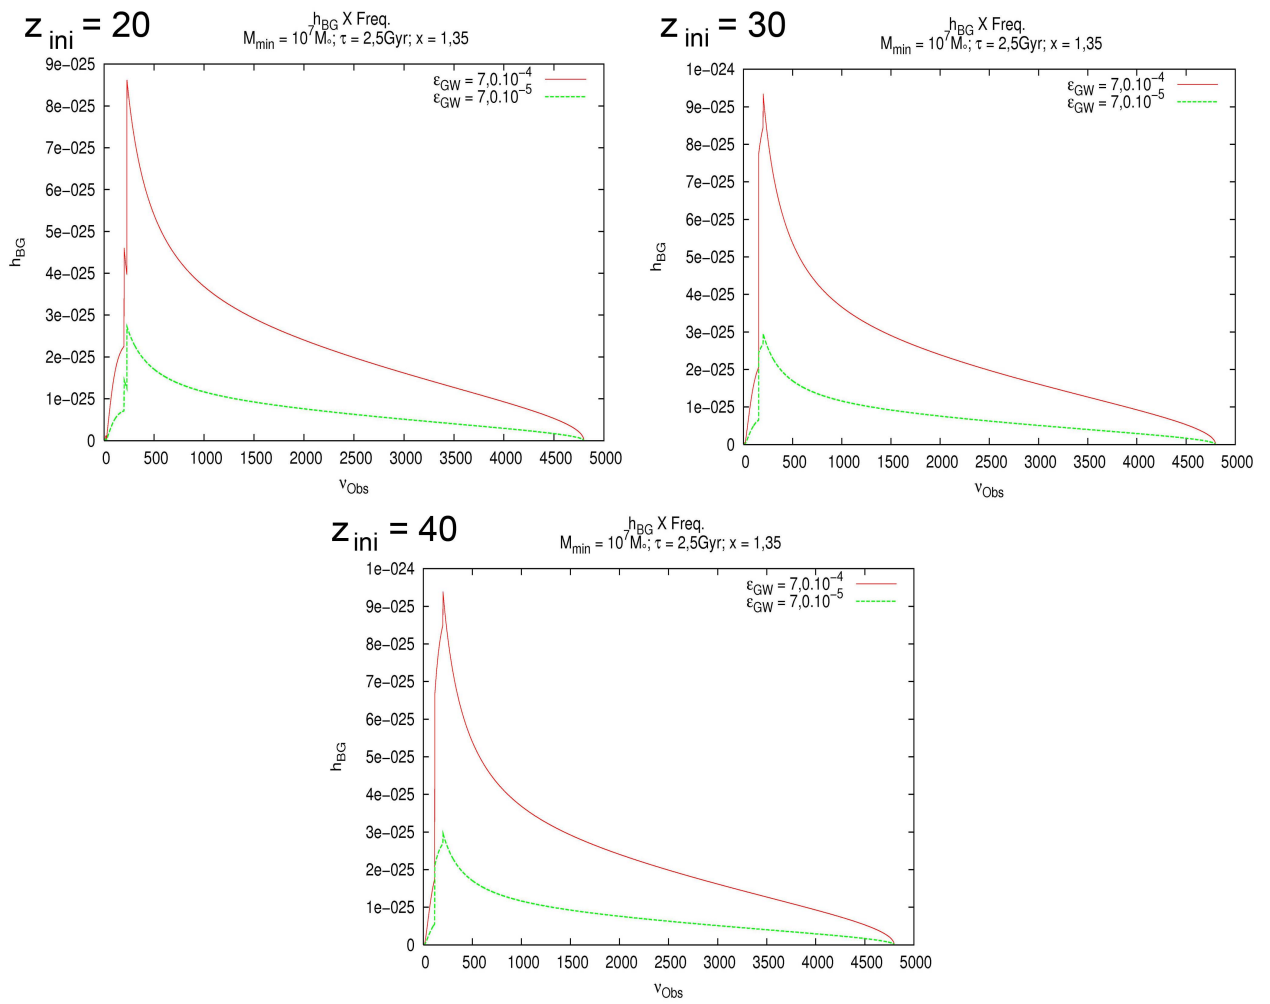 z ini = 20
hBG X Freq.
Mmin = 10^7M°; τ = 2,5Gyr; x = 1,35
εGW = 7,0.10^-4
εGW = 7,0.10^-5
9e-025
8e-025
7e-025
6e-025
5e-025
4e-025
3e-025
2e-025
1e-025
0
hBG
0 500 1000 1500 2000 2500 3000 3500 4000 4500 5000
νObs
z ini = 30
hBG X Freq.
Mmin = 10^7M°; τ = 2,5Gyr; x = 1,35
εGW = 7,0.10^-4
εGW = 7,0.10^-5
1e-024
9e-025
8e-025
7e-025
6e-025
5e-025
4e-025
3e-025
2e-025
1e-025
0
hBG
0 500 1000 1500 2000 2500 3000 3500 4000 4500 5000
νObs
z ini = 40
hBG X Freq.
Mmin = 10^7M°; τ = 2,5Gyr; x = 1,35
εGW = 7,0.10^-4
εGW = 7,0.10^-5
1e-024
9e-025
8e-025
7e-025
6e-025
5e-025
4e-025
3e-025
2e-025
1e-025
0
hBG
0 500 1000 1500 2000 2500 3000 3500 4000 4500 5000
νObs